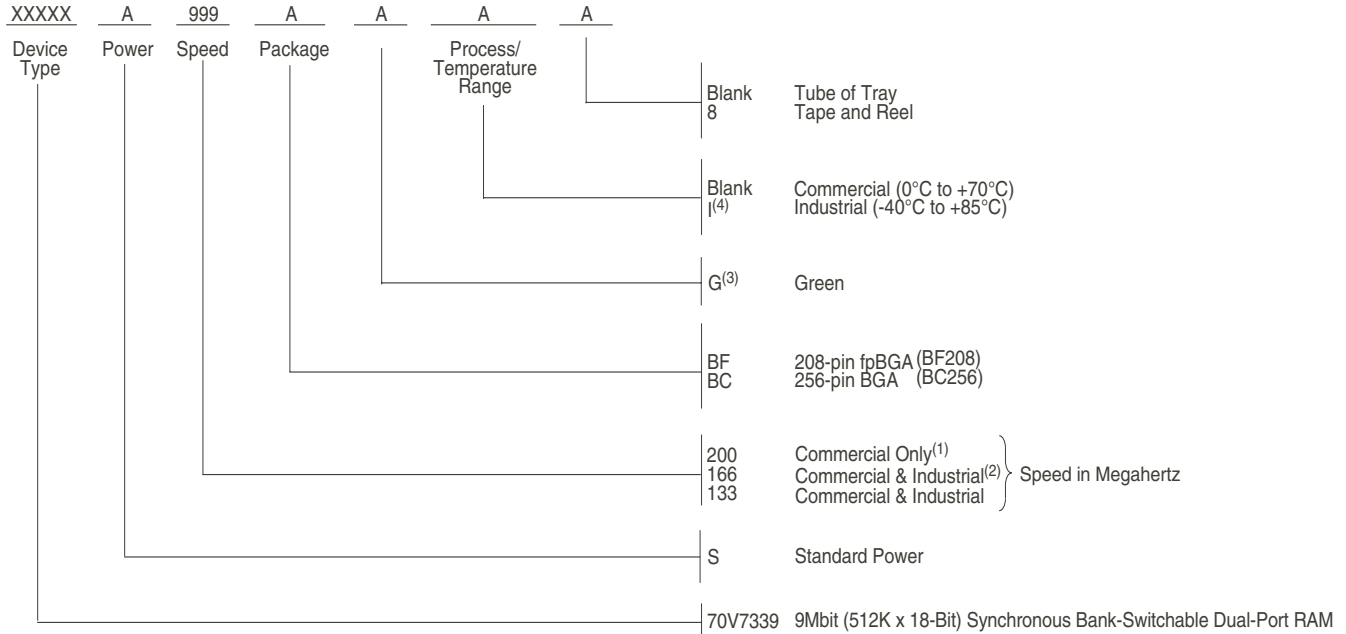 XXXXX A 999 A A A A
Device Type Power Speed Package Process/ Temperature Range
Blank Tube of Tray
8 Tape and Reel
Blank Commercial (0°C to +70°C)
I(4) Industrial (-40°C to +85°C)
G(3) Green
BF 208-pin fpBGA (BF208)
BC 256-pin BGA (BC256)
200 Commercial Only(1)
166 Commercial & Industrial(2) Speed in Megahertz
133 Commercial & Industrial
S Standard Power
70V7339 9Mbit (512K x 18-Bit) Synchronous Bank-Switchable Dual-Port RAM